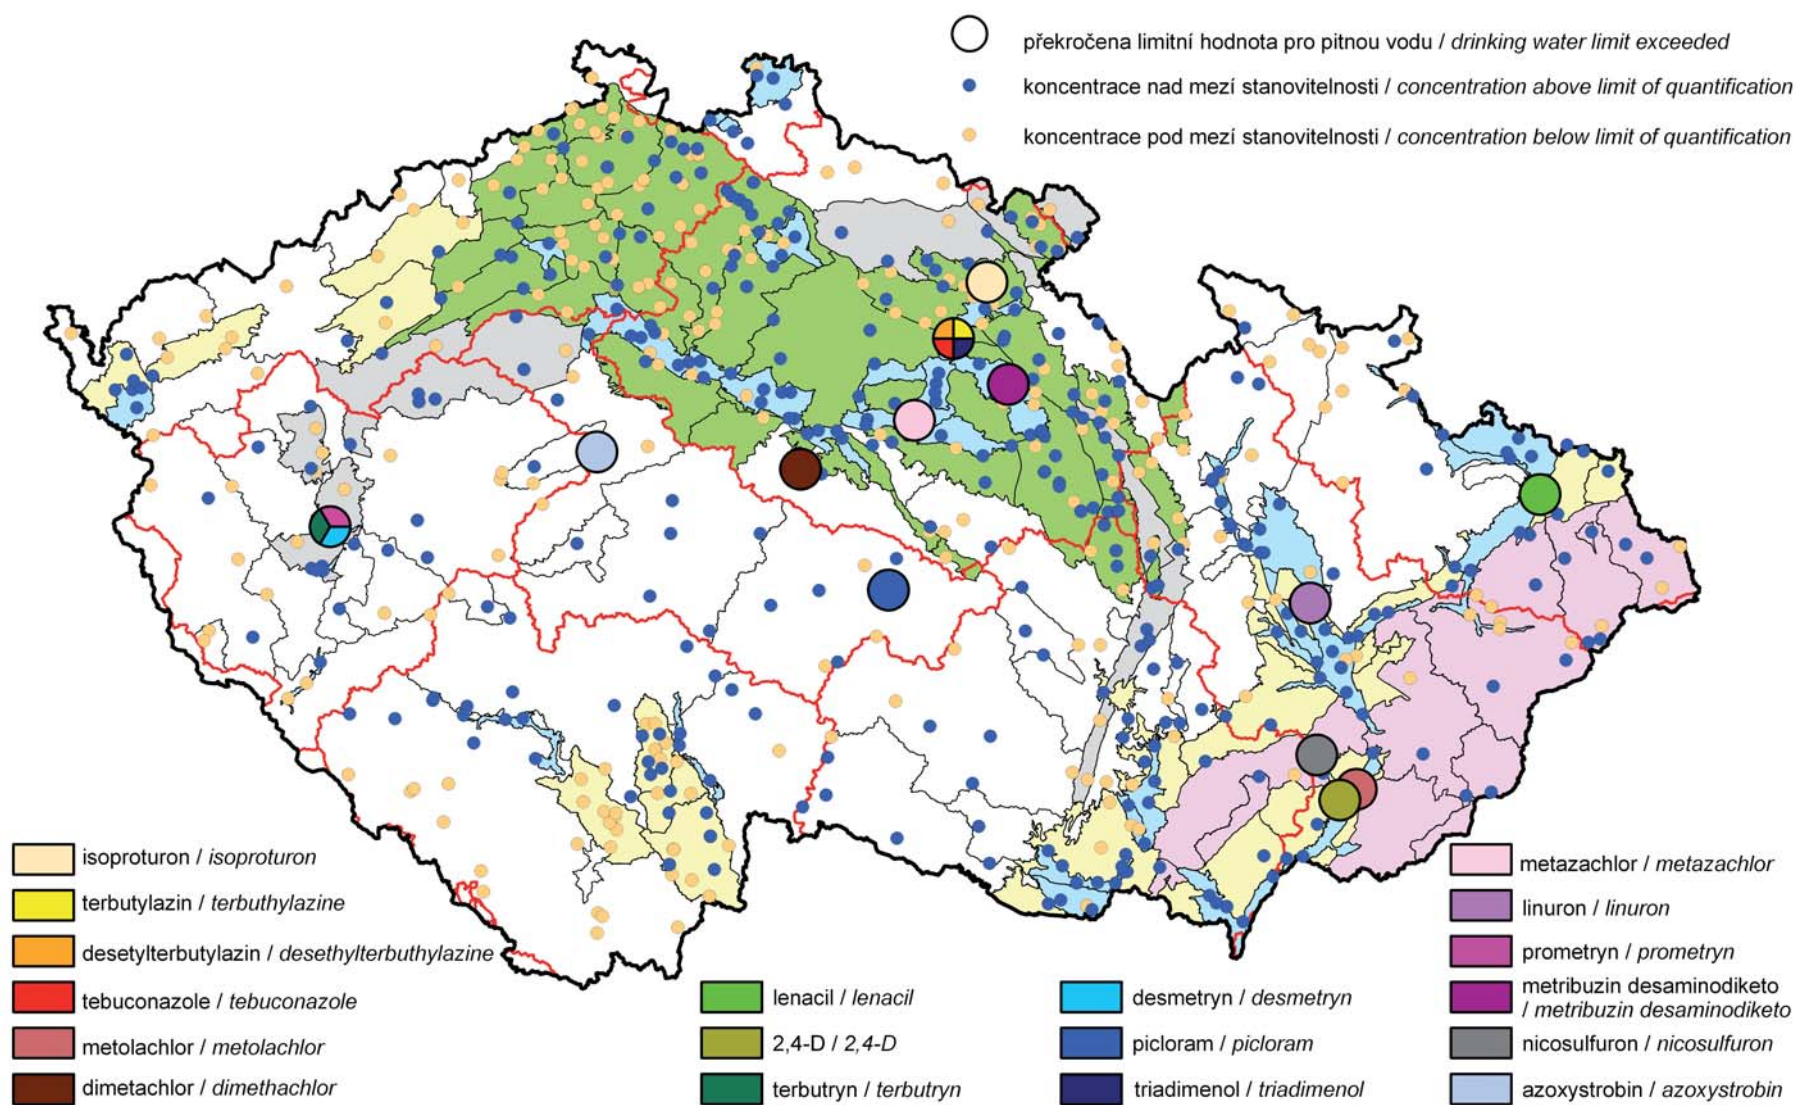 překročena limitní hodnota pro pitnou vodu / drinking water limit exceeded
koncentrace nad mezí stanovitelnosti / concentration above limit of quantification
koncentrace pod mezí stanovitelnosti / concentration below limit of quantification
isoproturon / isoproturon
terbutylazin / terbuthylazine
desetylterbutylazin / desethylterbuthylazine
tebuconazole / tebuconazole
metolachlor / metolachlor
dimetachlor / dimethachlor
lenacil / lenacil
2,4-D / 2,4-D
terbutryn / terbutryn
desmetryn / desmetryn
picloram / picloram
triadimenol / triadimenol
metazachlor / metazachlor
linuron / linuron
prometryn / prometryn
metribuzin desaminodiketo
/ metribuzin desaminodiketo
nicosulfuron / nicosulfuron
azoxystrobin / azoxystrobin